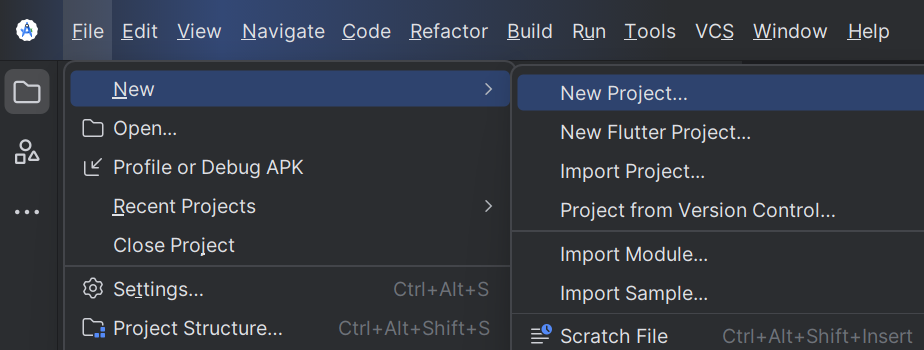 File Edit View Navigate Code Refactor Build Run Tools VCS Window Help
New
Open...
Profile or Debug APK
Recent Projects
Close Project
Settings... Ctrl+Alt+S
Project Structure... Ctrl+Alt+Shift+S
New Project...
New Flutter Project...
Import Project...
Project from Version Control...
Import Module...
Import Sample...
Scratch File Ctrl+Alt+Shift+Insert